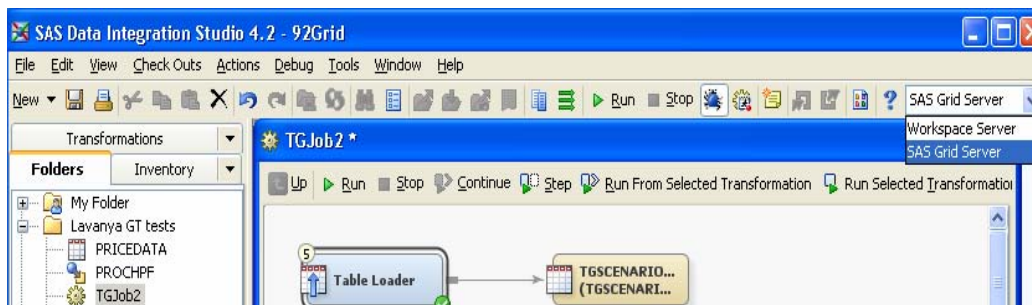 SAS Data Integration Studio 4.2 - 92Grid
File Edit View Check Outs Actions Debug Tools Window Help
New Run Stop SAS Grid Server
Workspace Server
SAS Grid Server
Transformations
Folders Inventory
My Folder
Lavanya GT tests
PRICEDATA
PROCHPF
TGJob2
TGJob2 *
Up Run Stop Continue Step Run From Selected Transformation Run Selected Transformatio
5
Table Loader
TGSCENARIO...
(TGSCENARI...